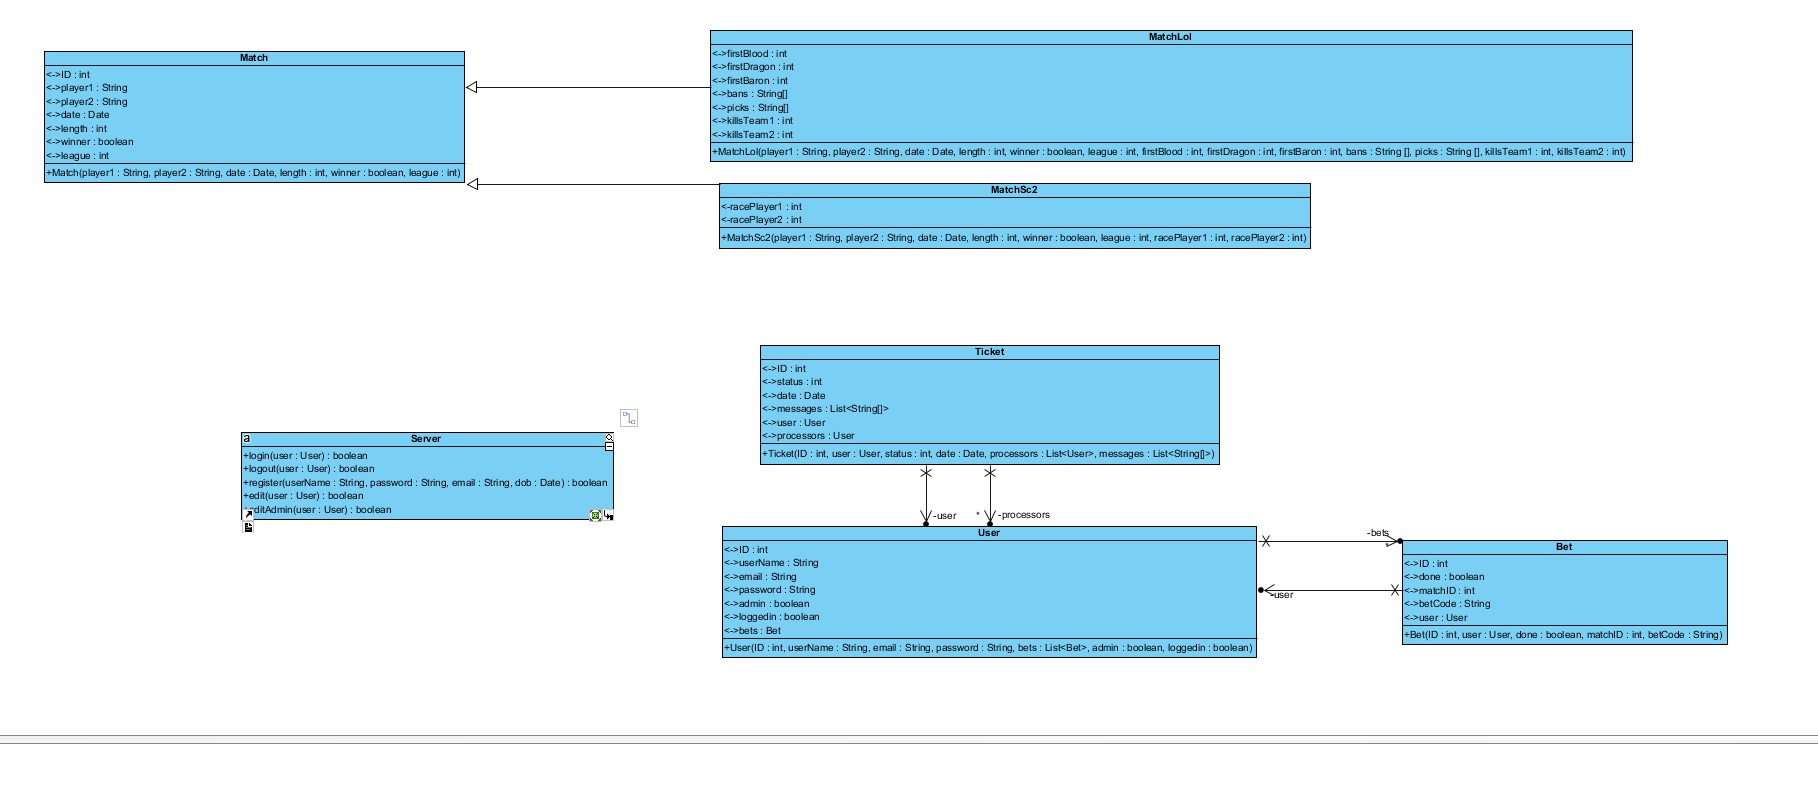 Match
<->ID : int
<->player1 : String
<->player2 : String
<->date : Date
<->length : int
<->winner : boolean
<->league : int
+Match(player1 : String, player2 : String, date : Date, length : int, winner : boolean, league : int)
MatchLol
<->firstBlood : int
<->firstDragon : int
<->firstBaron : int
<->bans : String[]
<->picks : String[]
<->killsTeam1 : int
<->killsTeam2 : int
+MatchLol(player1 : String, player2 : String, date : Date, length : int, winner : boolean, league : int, firstBlood : int, firstDragon : int, firstBaron : int, bans : String [], picks : String [], killsTeam1 : int, killsTeam2 : int)
MatchSc2
<-racePlayer1 : int
<-racePlayer2 : int
+MatchSc2(player1 : String, player2 : String, date : Date, length : int, winner : boolean, league : int, racePlayer1 : int, racePlayer2 : int)
Ticket
<->ID : int
<->status : int
<->date : Date
<->messages : List<String[]>
<->user : User
<->processors : User
+Ticket(ID : int, user : User, status : int, date : Date, processors : List<User>, messages : List<String[]>)
a
Server
+login(user : User) : boolean
+logout(user : User) : boolean
+register(userName : String, password : String, email : String, dob : Date) : boolean
+edit(user : User) : boolean
ditAdmin(user : User) : boolean
-user
*
-processors
User
<->ID : int
<->userName : String
<->email : String
<->password : String
<->admin : boolean
<->loggedin : boolean
<->bets : Bet
+User(ID : int, userName : String, email : String, password : String, bets : List<Bet>, admin : boolean, loggedin : boolean)
-bets
*
-user
Bet
<->ID : int
<->done : boolean
<->matchID : int
<->betCode : String
<->user : User
+Bet(ID : int, user : User, done : boolean, matchID : int, betCode : String)